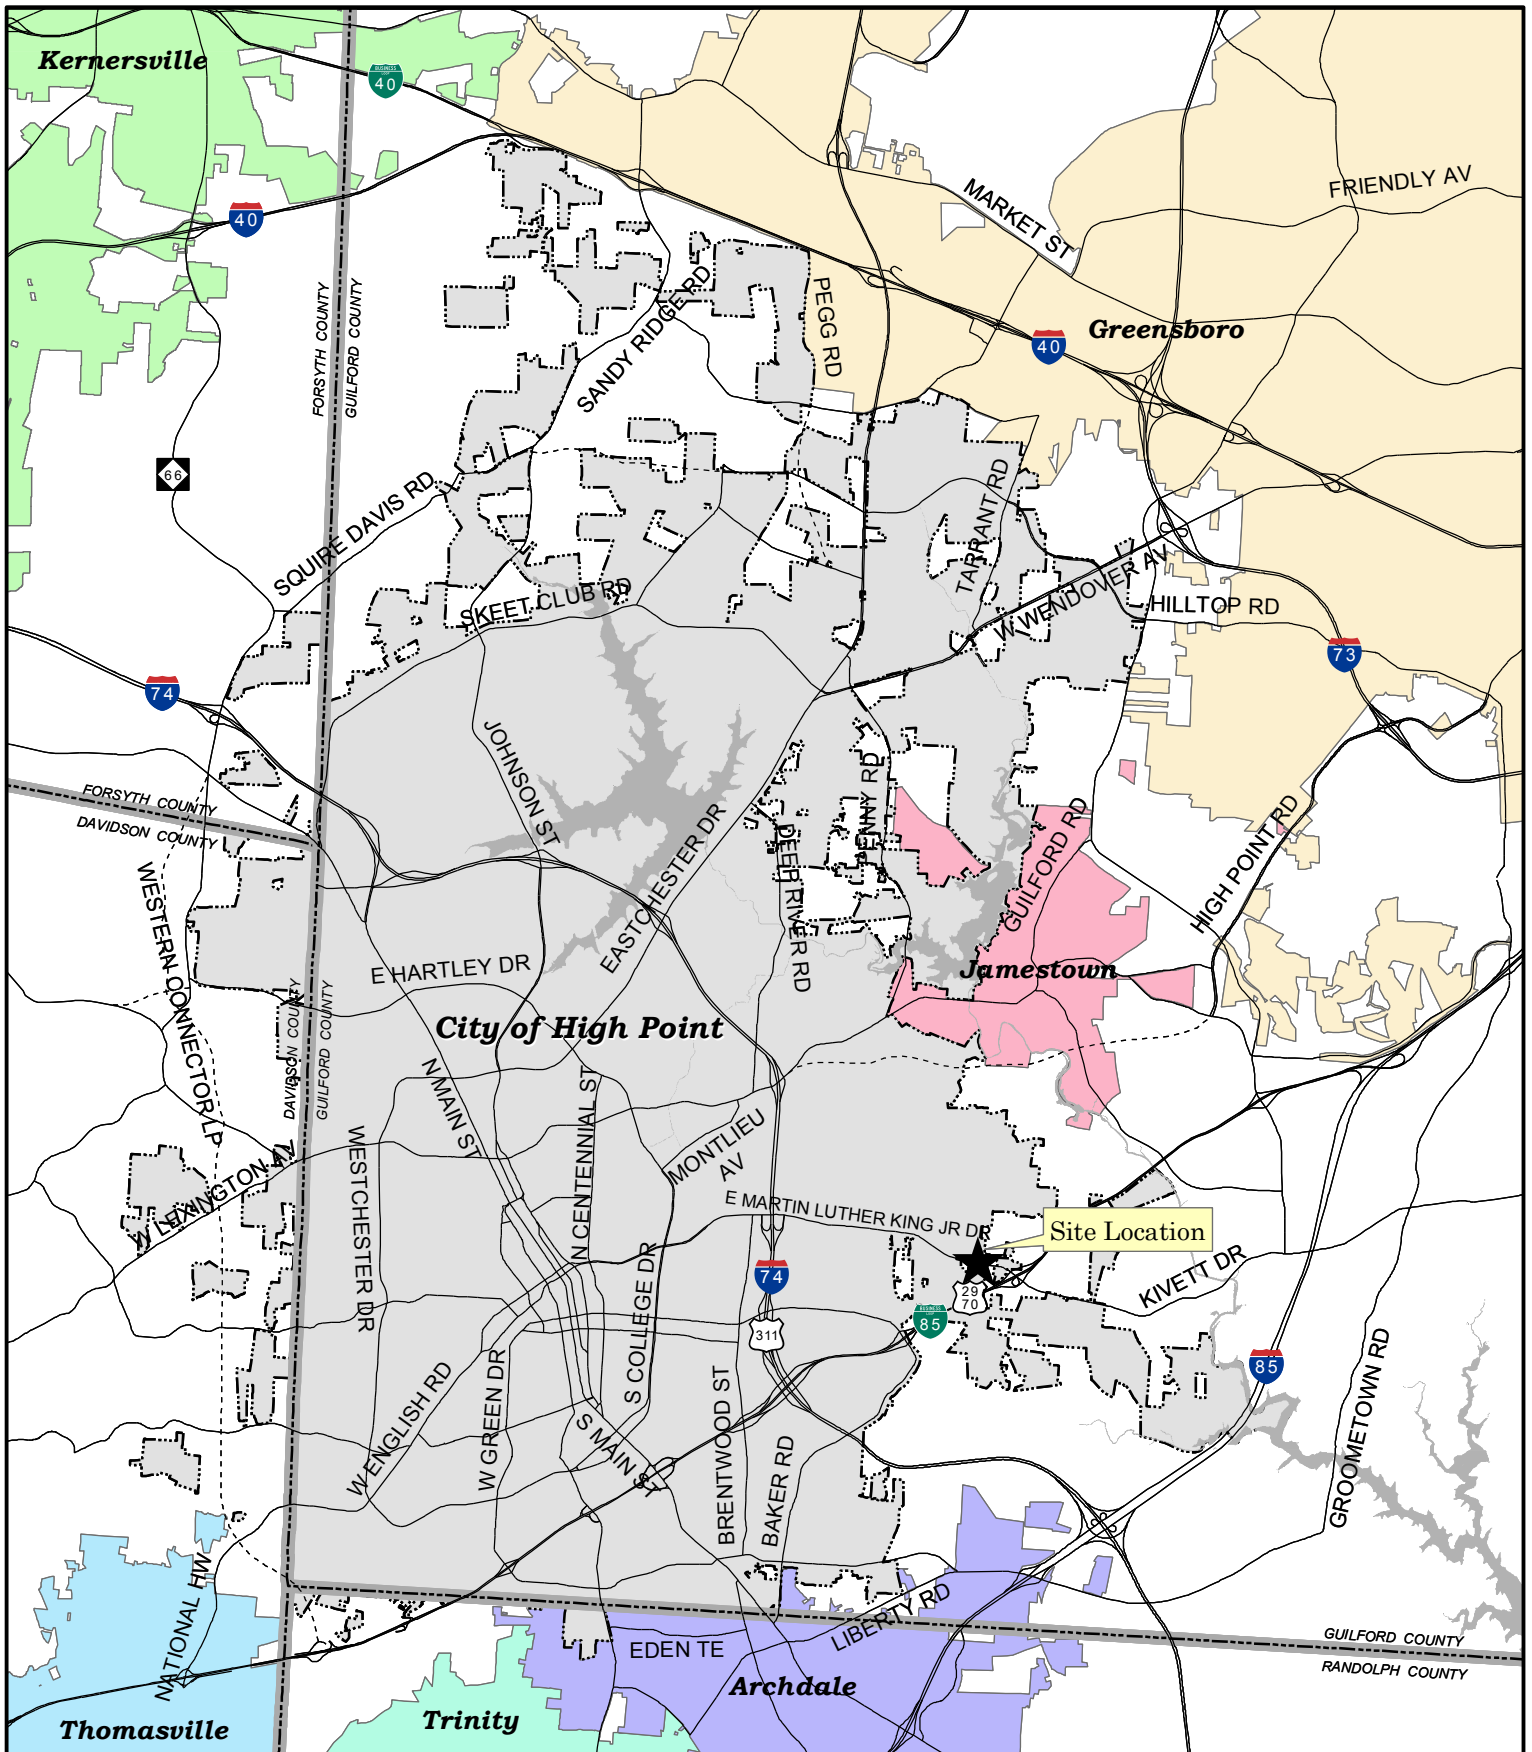 Kernersville
BUSINESS
LOOP
40
40
FRIENDLY AV
MARKET ST
FORSYTH COUNTY
GUILFORD COUNTY
SANDY RIDGE RD
PEGG RD
Greensboro
40
66
SQUIRE DAVIS RD
TARRANT RD
SKEET CLUB RD
W WENDOVER AV
HILLTOP RD
73
74
JOHNSON ST
PENNY RD
FORSYTH COUNTY
DAVIDSON COUNTY
EASTCHESTER DR
DEEP RIVER RD
GUILFORD RD
HIGH POINT RD
WESTERN CONNECTOR LP
E HARTLEY DR
Jamestown
City of High Point
DAVIDSON COUNTY
GUILFORD COUNTY
N MAIN ST
N CENTENNIAL ST
MONTLIEU
AV
WESTCHESTER DR
W LEXINGTON AV
E MARTIN LUTHER KING JR DR
Site Location
KIVETT DR
74
29
70
BUSINESS
LOOP
85
311
S COLLEGE DR
85
GROOMETOWN RD
W ENGLISH RD
W GREEN DR
S MAIN ST
BRENTWOOD ST
BAKER RD
NATIONAL HW
LIBERTY RD
EDEN TE
GUILFORD COUNTY
RANDOLPH COUNTY
Archdale
Trinity
Thomasville